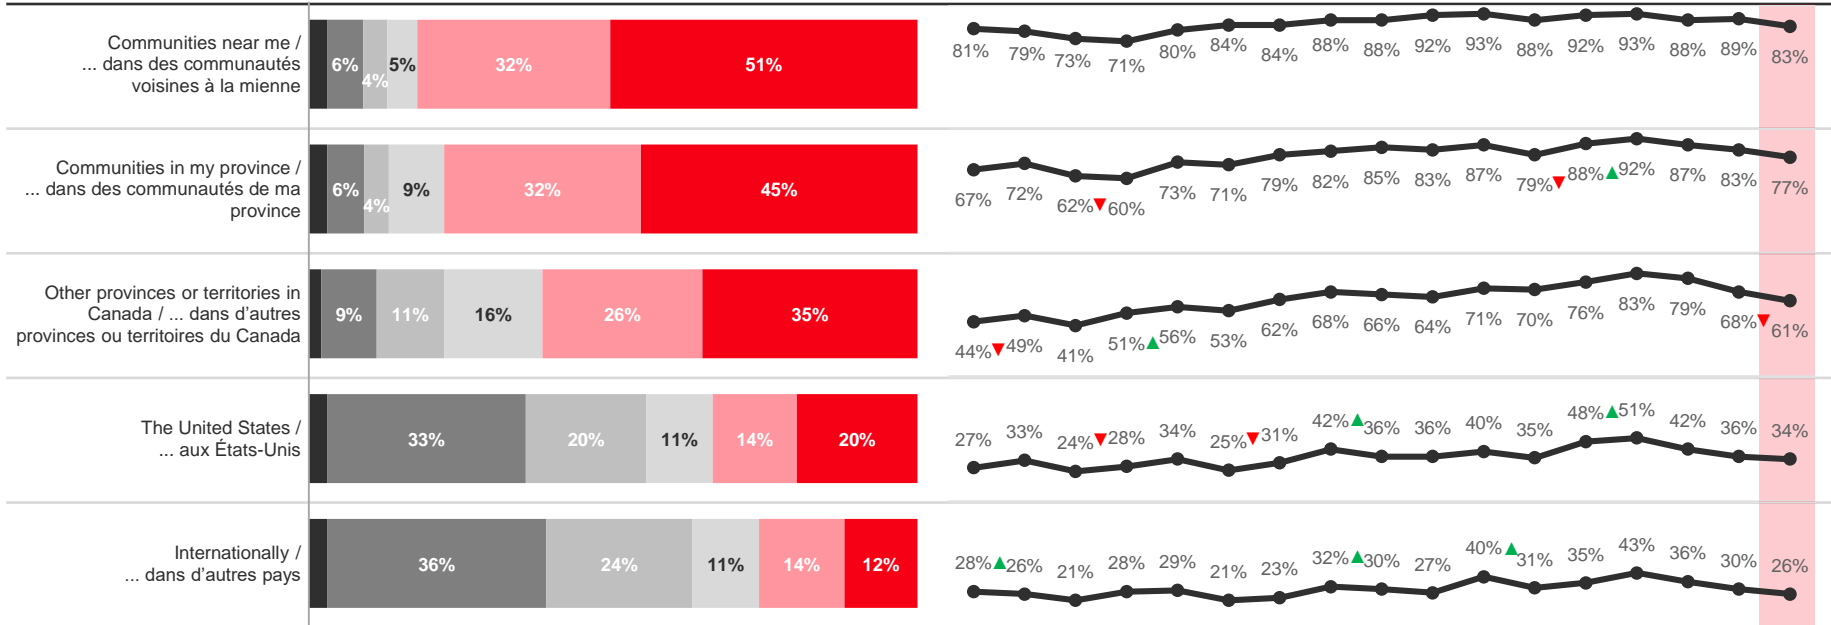 Communities near me /
... dans des communautés
voisines à la mienne
6% 4% 5% 32% 51%
81% 79% 73% 71% 80% 84% 84% 88% 88% 92% 93% 88% 92% 93% 88% 89% 83%
Communities in my province /
... dans des communautés de ma
province
6% 4% 9% 32% 45%
67% 72% 62% 60% 73% 71% 79% 82% 85% 83% 87% 79% 88% 92% 87% 83% 77%
Other provinces or territories in
Canada / ... dans d'autres
provinces ou territoires du Canada
9% 11% 16% 26% 35%
44% 49% 41% 51% 56% 53% 62% 68% 66% 64% 71% 70% 76% 83% 79% 68% 61%
The United States /
... aux États-Unis
33% 20% 11% 14% 20%
27% 33% 24% 28% 34% 25% 31% 42% 36% 36% 40% 35% 48% 51% 42% 36% 34%
Internationally /
... dans d'autres pays
36% 24% 11% 14% 12%
28% 26% 21% 28% 29% 21% 23% 32% 30% 27% 40% 31% 35% 43% 36% 30% 26%